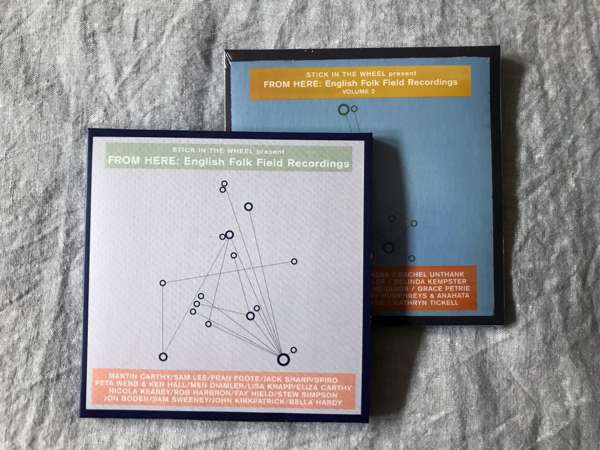 STICK IN THE WHEEL present
FROM HERE: English Folk Field Recordings
VOLUME 2
RACHEL UNTHANK
BELINDA KEMPSTER
GRACE PETRIE
HUMPHREYS & ANAHATA
KATHRYN TICKELL
STICK IN THE WHEEL present
FROM HERE: English Folk Field Recordings
MARTIN CARTHY/SAM LEE/FRAN FOOTE/JACK SHARP/SPIRO
PETA WEBB & KEN HALL/MEN DIAMLER/LISA KNAPP/ELIZA CARTHY
NICOLA KEAREY/ROB HARBRON/FAY HIELD/STEW SIMPSON
JON BODEN/SAM SWEENEY/JOHN KIRKPATRICK/BELLA HARDY